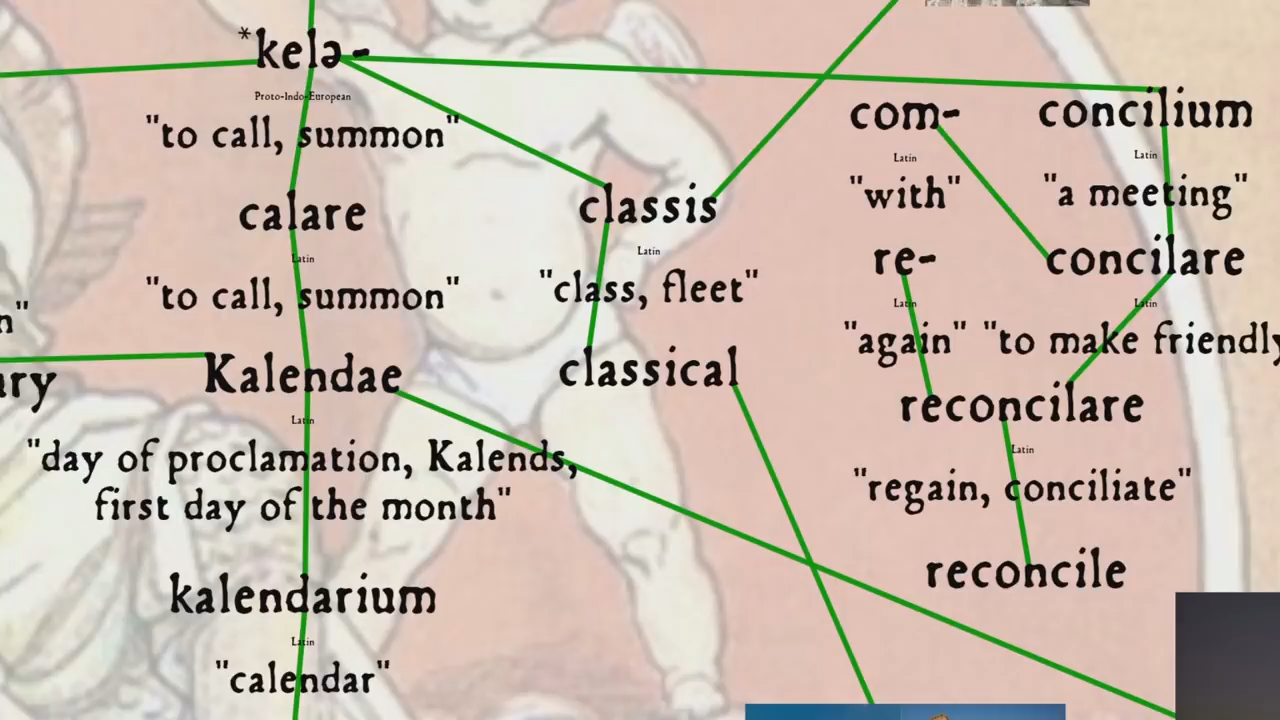 *kelə-
Proto-Indo-European
"to call, summon"
calare
Latin
"to call, summon"
Kalendae
Latin
"day of proclamation, Kalends,
first day of the month"
kalendarium
Latin
"calendar"
classis
Latin
"class, fleet"
classical
com-
Latin
"with"
re-
Latin
"again"
concilium
Latin
"a meeting"
concilare
Latin
"to make friendly
reconcilare
Latin
"regain, conciliate"
reconcile